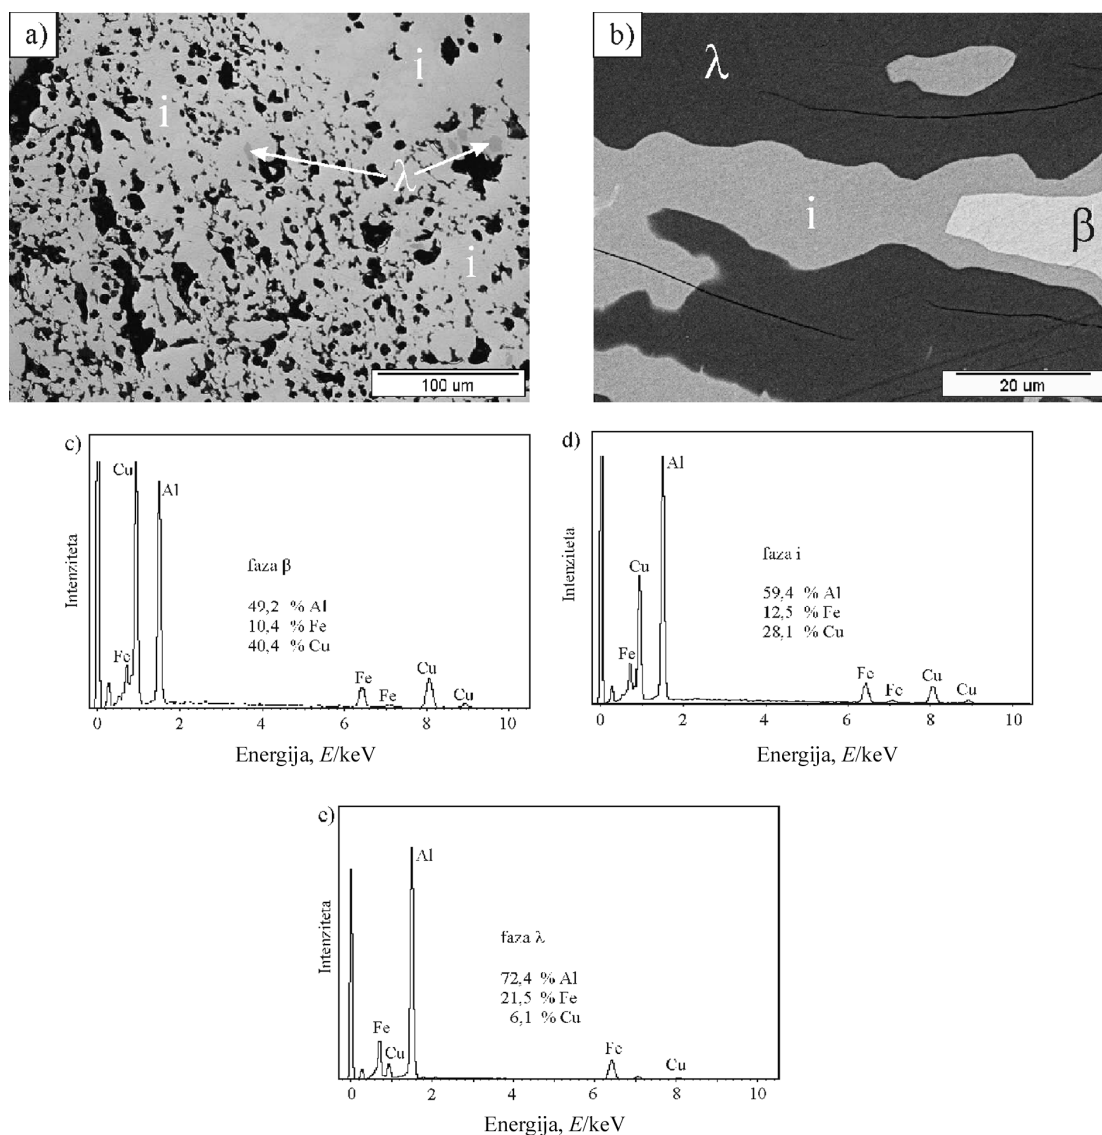 a)
i
i
λ
i
100 um
b)
λ
i
β
20 um
c)
Cu
Al
Fe
faza β
49,2 % Al
10,4 % Fe
40,4 % Cu
Fe
Fe
Cu
Cu
Intenziteta
0 2 4 6 8 10
Energija, E/keV
d)
Al
Cu
Fe
faza i
59,4 % Al
12,5 % Fe
28,1 % Cu
Fe
Fe
Cu
Cu
Intenziteta
0 2 4 6 8 10
Energija, E/keV
e)
Al
Fe
Cu
faza λ
72,4 % Al
21,5 % Fe
6,1 % Cu
Fe
Cu
Intenziteta
0 2 4 6 8 10
Energija, E/keV